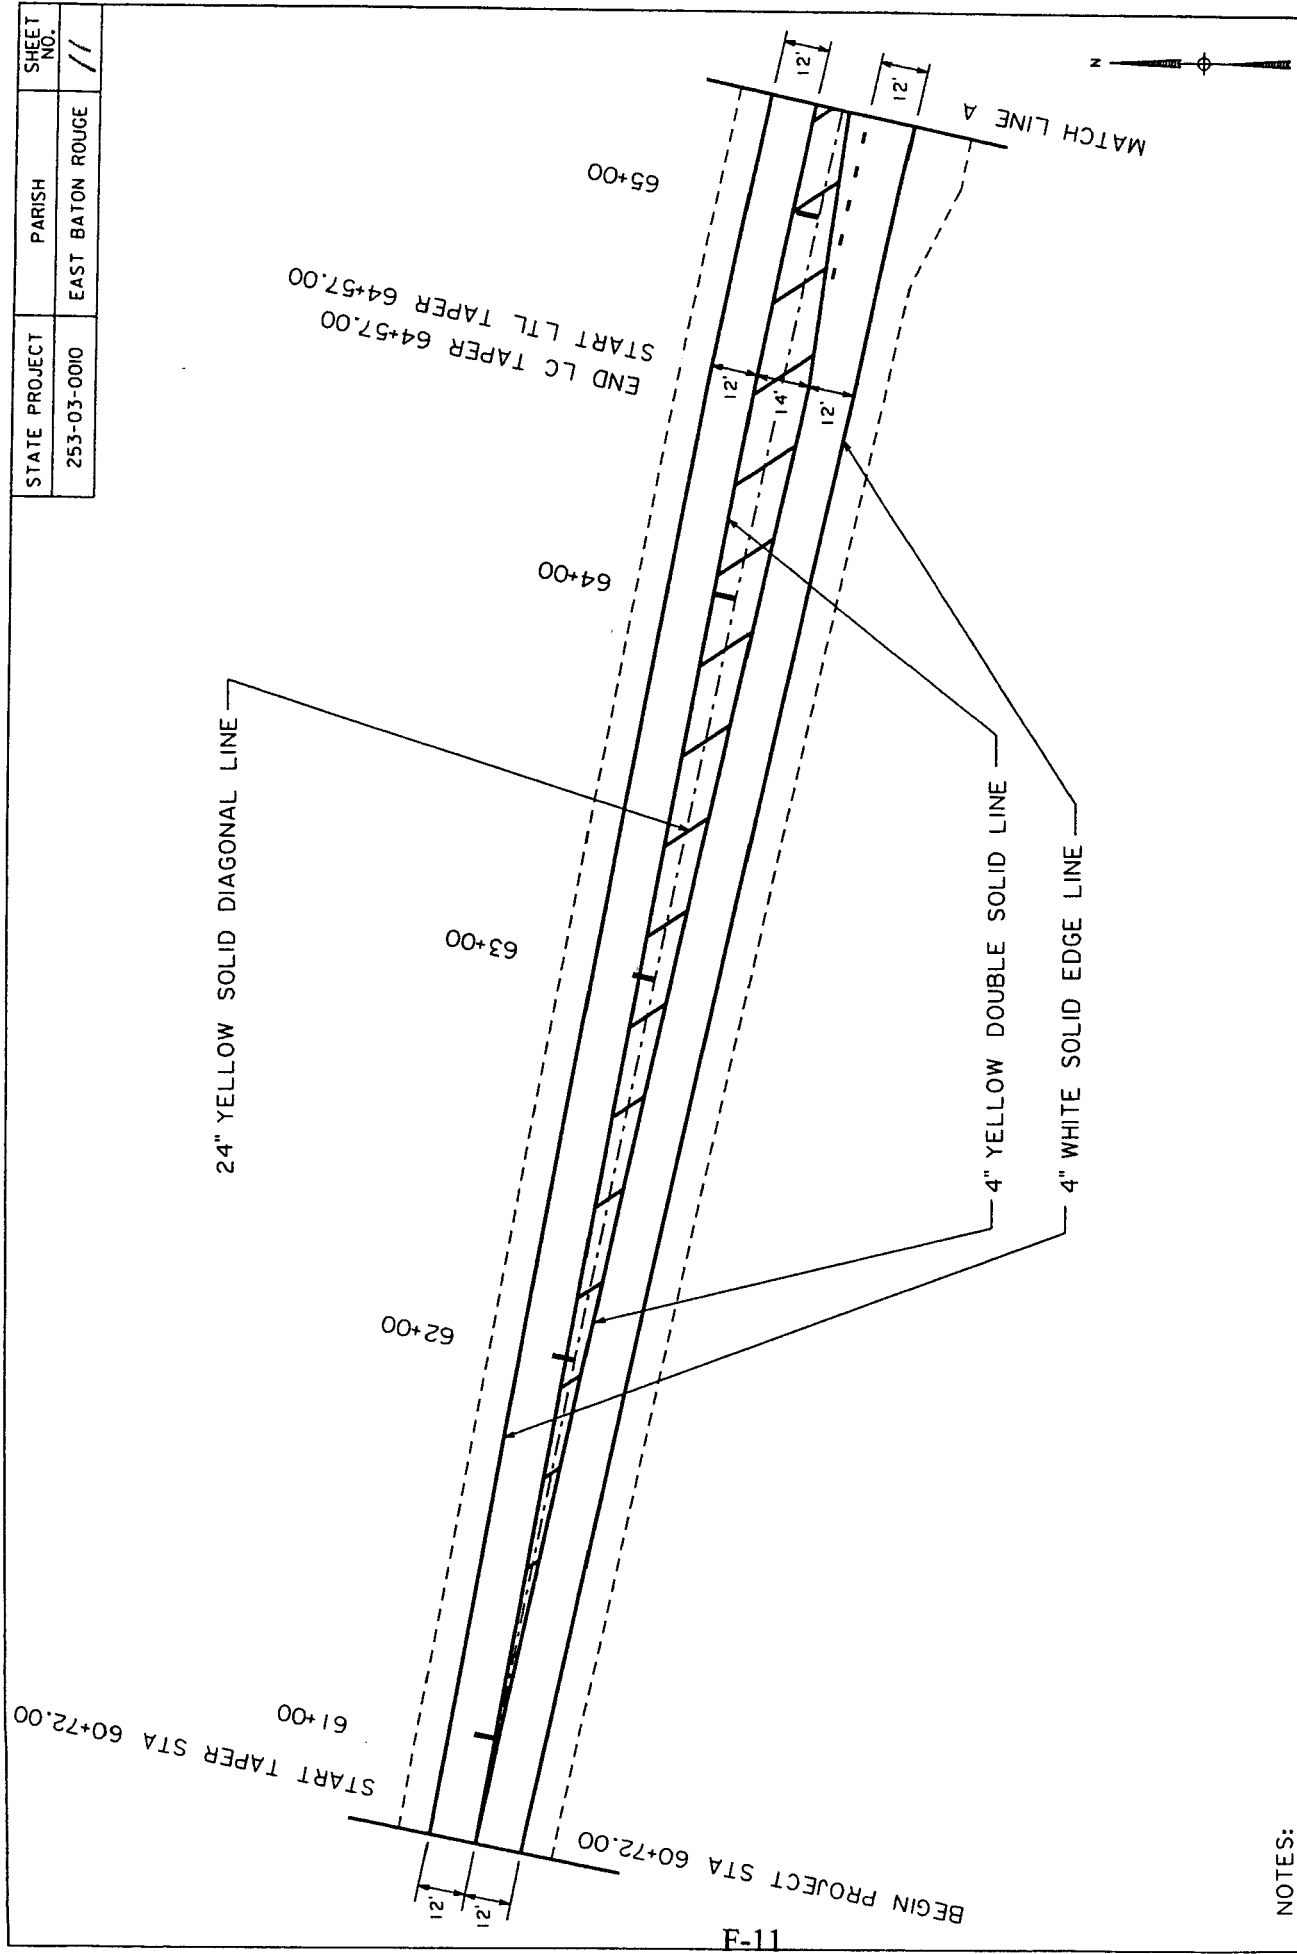 STATE PROJECT
PARISH
SHEET NO.
253-03-0010
EAST BATON ROUGE
11
24" YELLOW SOLID DIAGONAL LINE
START TAPER STA 60+72.00
61+00
62+00
63+00
64+00
END LC TAPER 64+57.00
START LTL TAPER 64+57.00
65+00
12'
12'
12'
14'
12'
12'
12'
MATCH LINE A
N
BEGIN PROJECT STA 60+72.00
4" YELLOW DOUBLE SOLID LINE
4" WHITE SOLID EDGE LINE
NOTES:
F-11